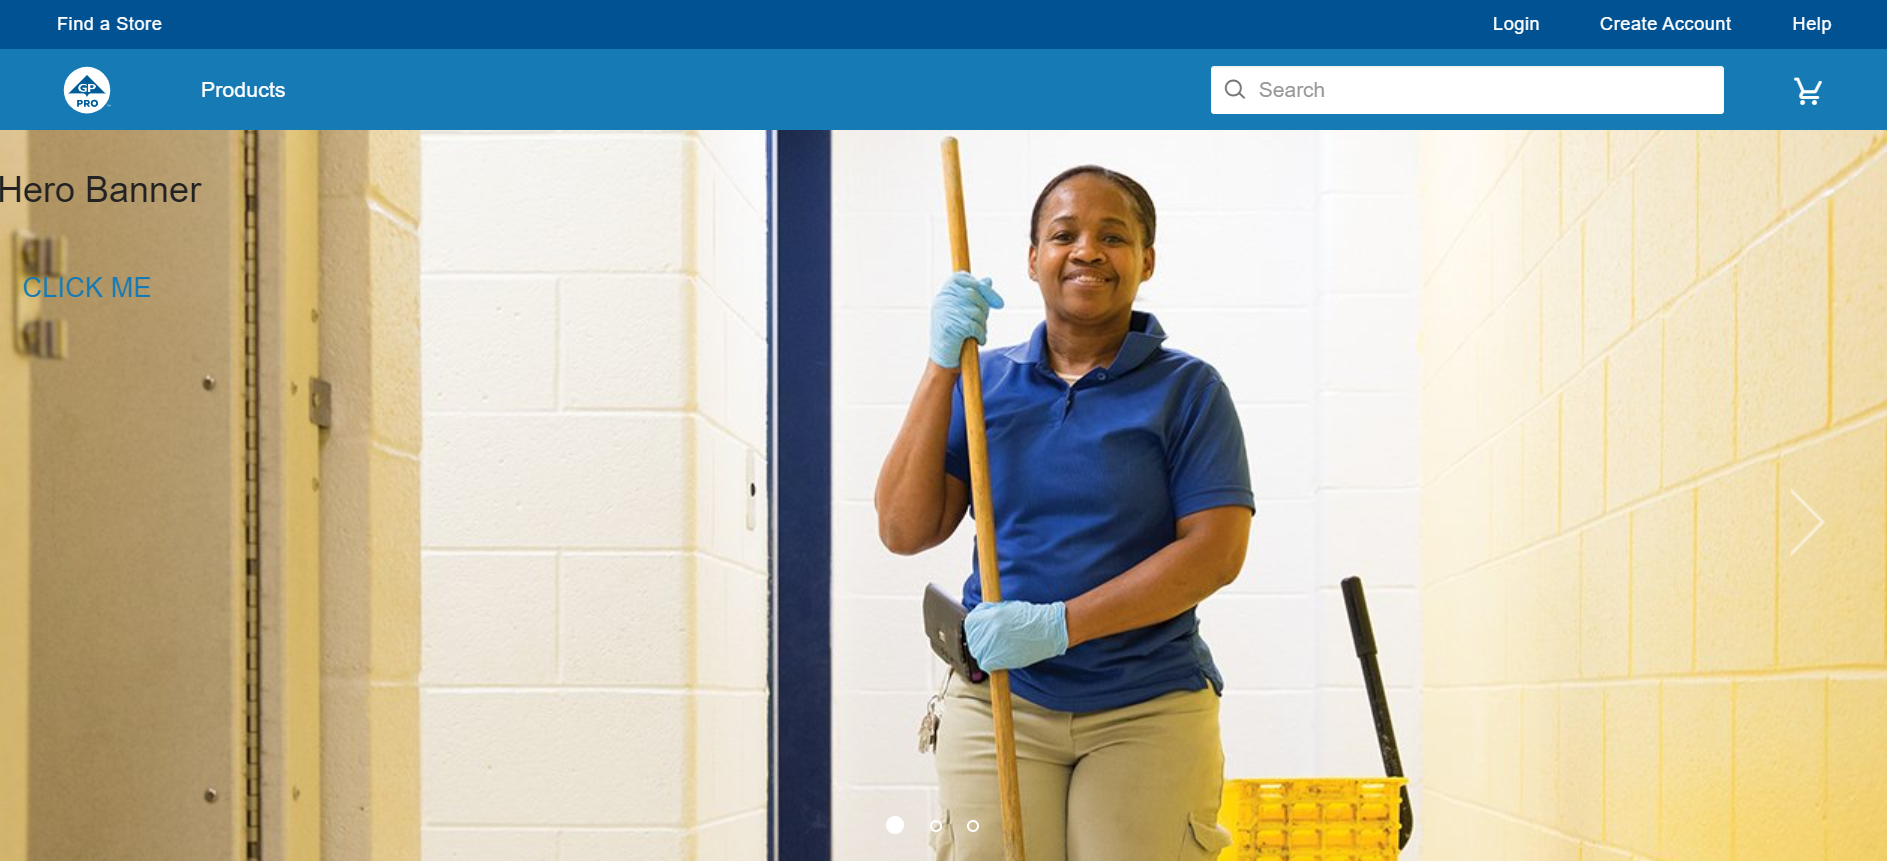 Find a Store
Login
Create Account
Help
GP
PRO
Products
Search
Hero Banner
CLICK ME